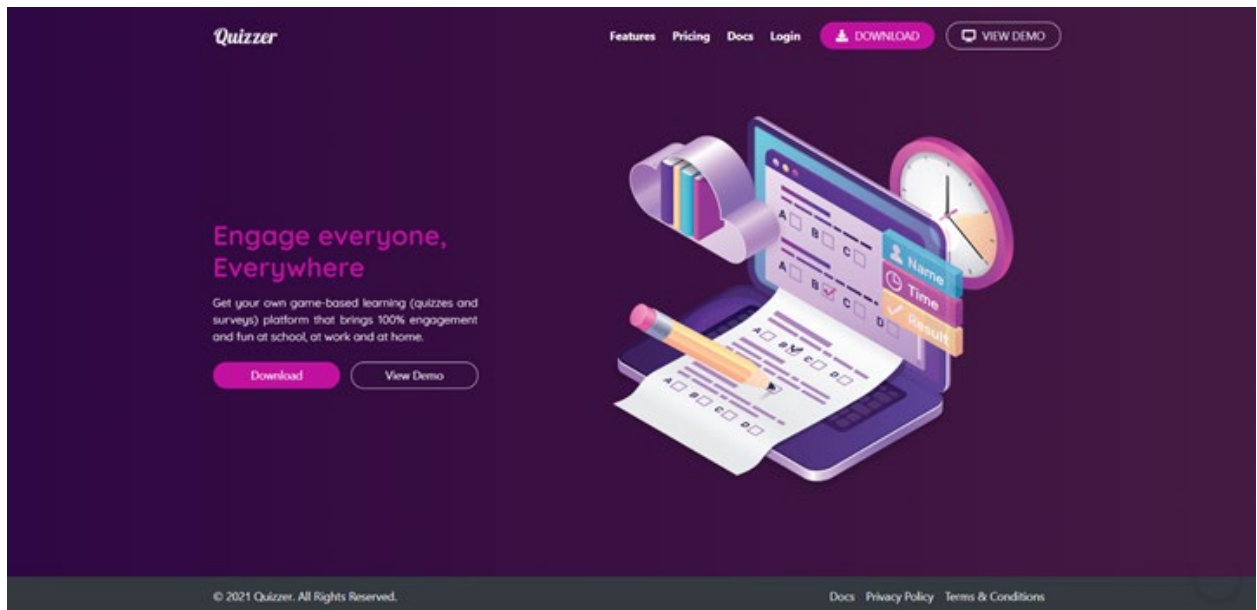 Quizzer
Features Pricing Docs Login DOWNLOAD VIEW DEMO
Engage everyone,
Everywhere
Get your own game-based learning (quizzes and
surveys) platform that brings 100% engagement
and fun at school, at work and at home.
Download View Demo
A B C
A B C D
Name
Time
Result
A B C D
A B C D
© 2021 Quizzer. All Rights Reserved.
Docs Privacy Policy Terms & Conditions